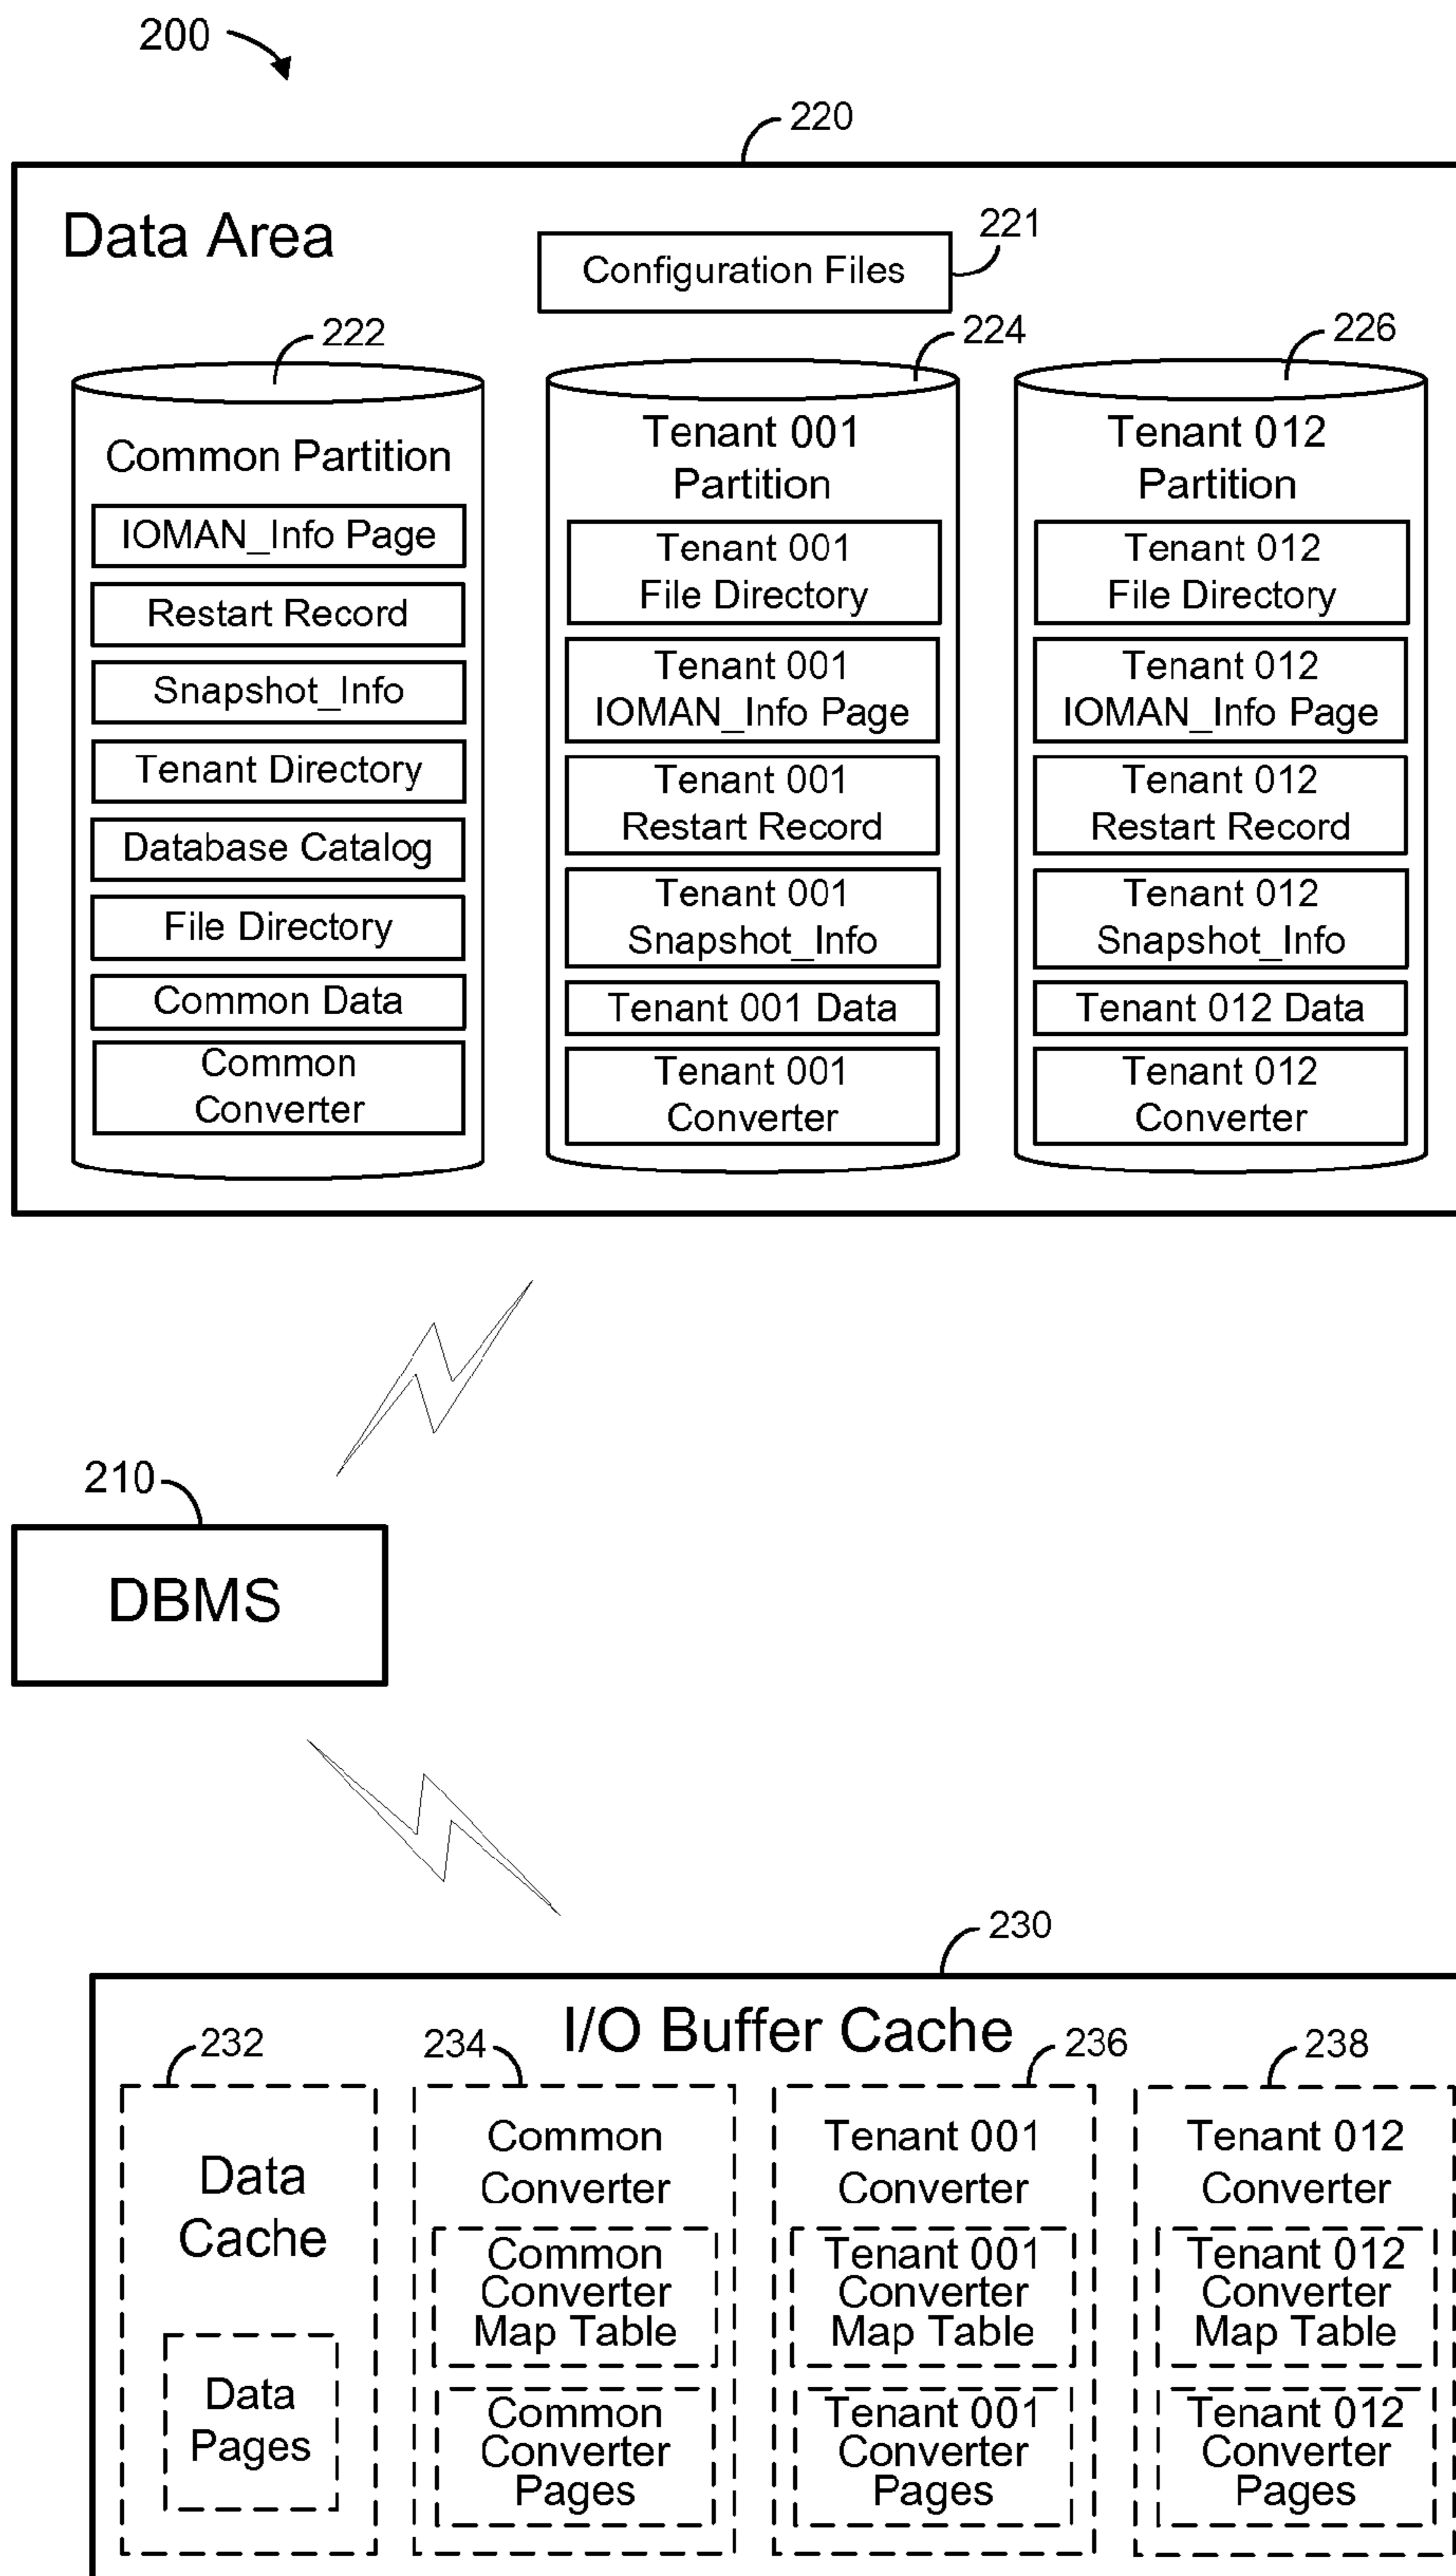 200
220
Data Area
221
Configuration Files
222
224
226
Common Partition
IOMAN_Info Page
Restart Record
Snapshot_Info
Tenant Directory
Database Catalog
File Directory
Common Data
Common
Converter
Tenant 001
Partition
Tenant 001
File Directory
Tenant 001
IOMAN_Info Page
Tenant 001
Restart Record
Tenant 001
Snapshot_Info
Tenant 001 Data
Tenant 001
Converter
Tenant 012
Partition
Tenant 012
File Directory
Tenant 012
IOMAN_Info Page
Tenant 012
Restart Record
Tenant 012
Snapshot_Info
Tenant 012 Data
Tenant 012
Converter
210
DBMS
230
I/O Buffer Cache
232
234
236
238
Data
Cache
Data
Pages
Common
Converter
Common
Converter
Map Table
Common
Converter
Pages
Tenant 001
Converter
Tenant 001
Converter
Map Table
Tenant 001
Converter
Pages
Tenant 012
Converter
Tenant 012
Converter
Map Table
Tenant 012
Converter
Pages